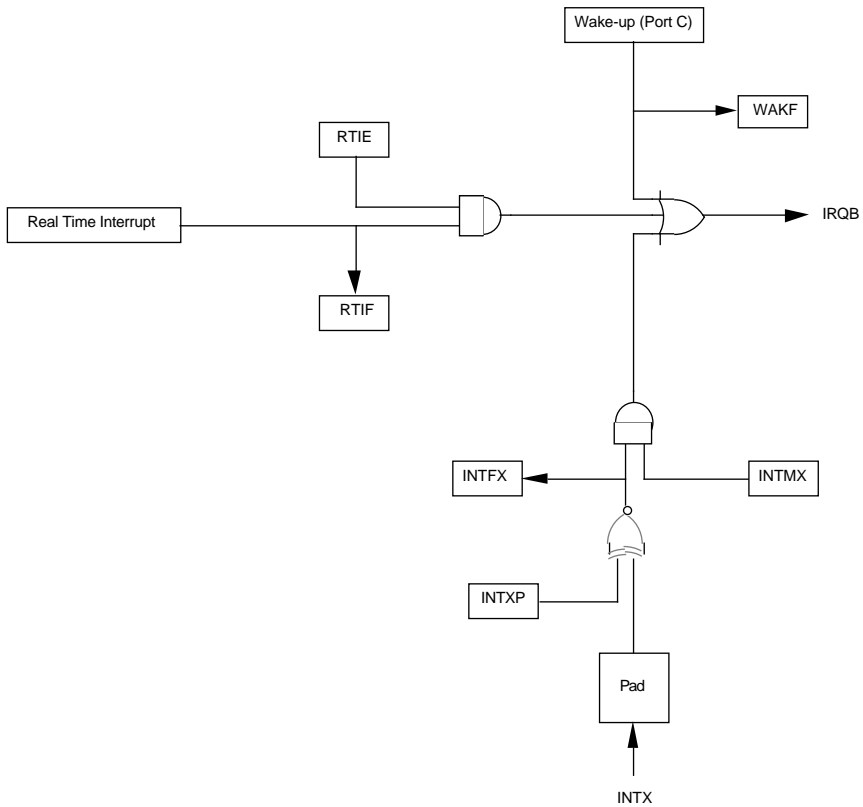 Wake-up (Port C)
WAKF
RTIE
Real Time Interrupt
IRQB
RTIF
INTFX
INTMX
INTXP
Pad
INTX